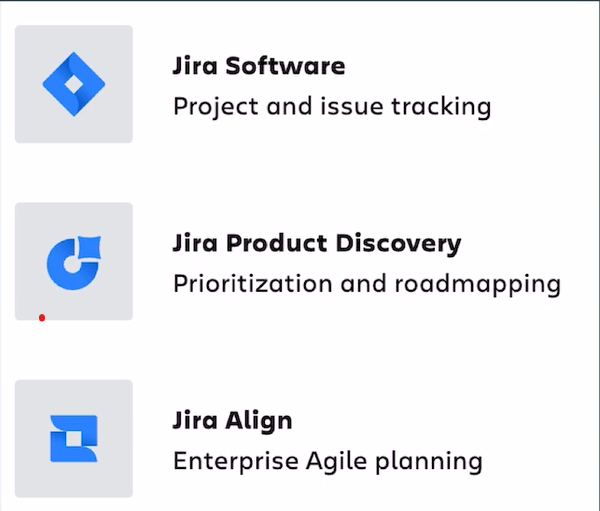 Jira Software
Project and issue tracking
Jira Product Discovery
Prioritization and roadmapping
Jira Align
Enterprise Agile planning